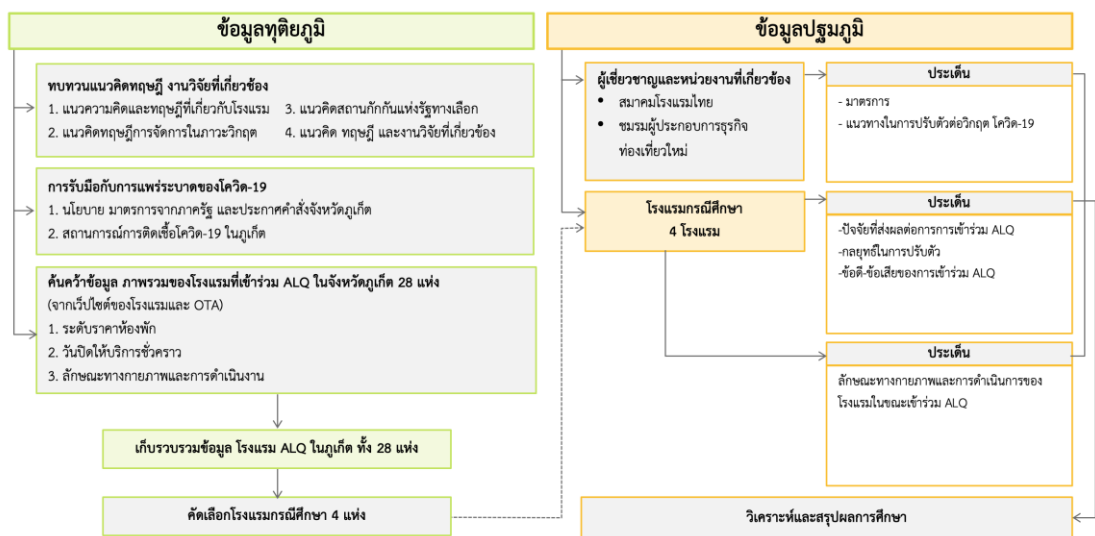 ข้อมูลทุติยภูมิ
ทบทวนแนวคิดทฤษฎี งานวิจัยที่เกี่ยวข้อง
1. แนวความคิดและทฤษฎีที่เกี่ยวกับโรงแรม 3. แนวคิดสถานกักกันแห่งรัฐทางเลือก
2. แนวคิดทฤษฎีการจัดการในภาวะวิกฤต 4. แนวคิด ทฤษฎี และงานวิจัยที่เกี่ยวข้อง
การรับมือกับการแพร่ระบาดของโควิด-19
1. นโยบาย มาตรการจากภาครัฐ และประกาศคำสั่งจังหวัดภูเก็ต
2. สถานการณ์การติดเชื้อโควิด-19 ในภูเก็ต
ค้นคว้าข้อมูล ภาพรวมของโรงแรมที่เข้าร่วม ALQ ในจังหวัดภูเก็ต 28 แห่ง
(จากเว็ปไซต์ของโรงแรมและ OTA)
1. ระดับราคาห้องพัก
2. วันปิดให้บริการชั่วคราว
3. ลักษณะทางกายภาพและการดำเนินงาน
เก็บรวบรวมข้อมูล โรงแรม ALQ ในภูเก็ต ทั้ง 28 แห่ง
คัดเลือกโรงแรมกรณีศึกษา 4 แห่ง
ข้อมูลปฐมภูมิ
ผู้เชี่ยวชาญและหน่วยงานที่เกี่ยวข้อง
• สมาคมโรงแรมไทย
• ชมรมผู้ประกอบการธุรกิจ
ท่องเที่ยวใหม่
ประเด็น
- มาตรการ
- แนวทางในการปรับตัวต่อวิกฤต โควิด-19
โรงแรมกรณีศึกษา
4 โรงแรม
ประเด็น
-ปัจจัยที่ส่งผลต่อการการเข้าร่วม ALQ
-กลยุทธ์ในการปรับตัว
-ข้อดี-ข้อเสียของการเข้าร่วม ALQ
ประเด็น
ลักษณะทางกายภาพและการดำเนินการของ
โรงแรมในขณะเข้าร่วม ALQ
วิเคราะห์และสรุปผลการศึกษา